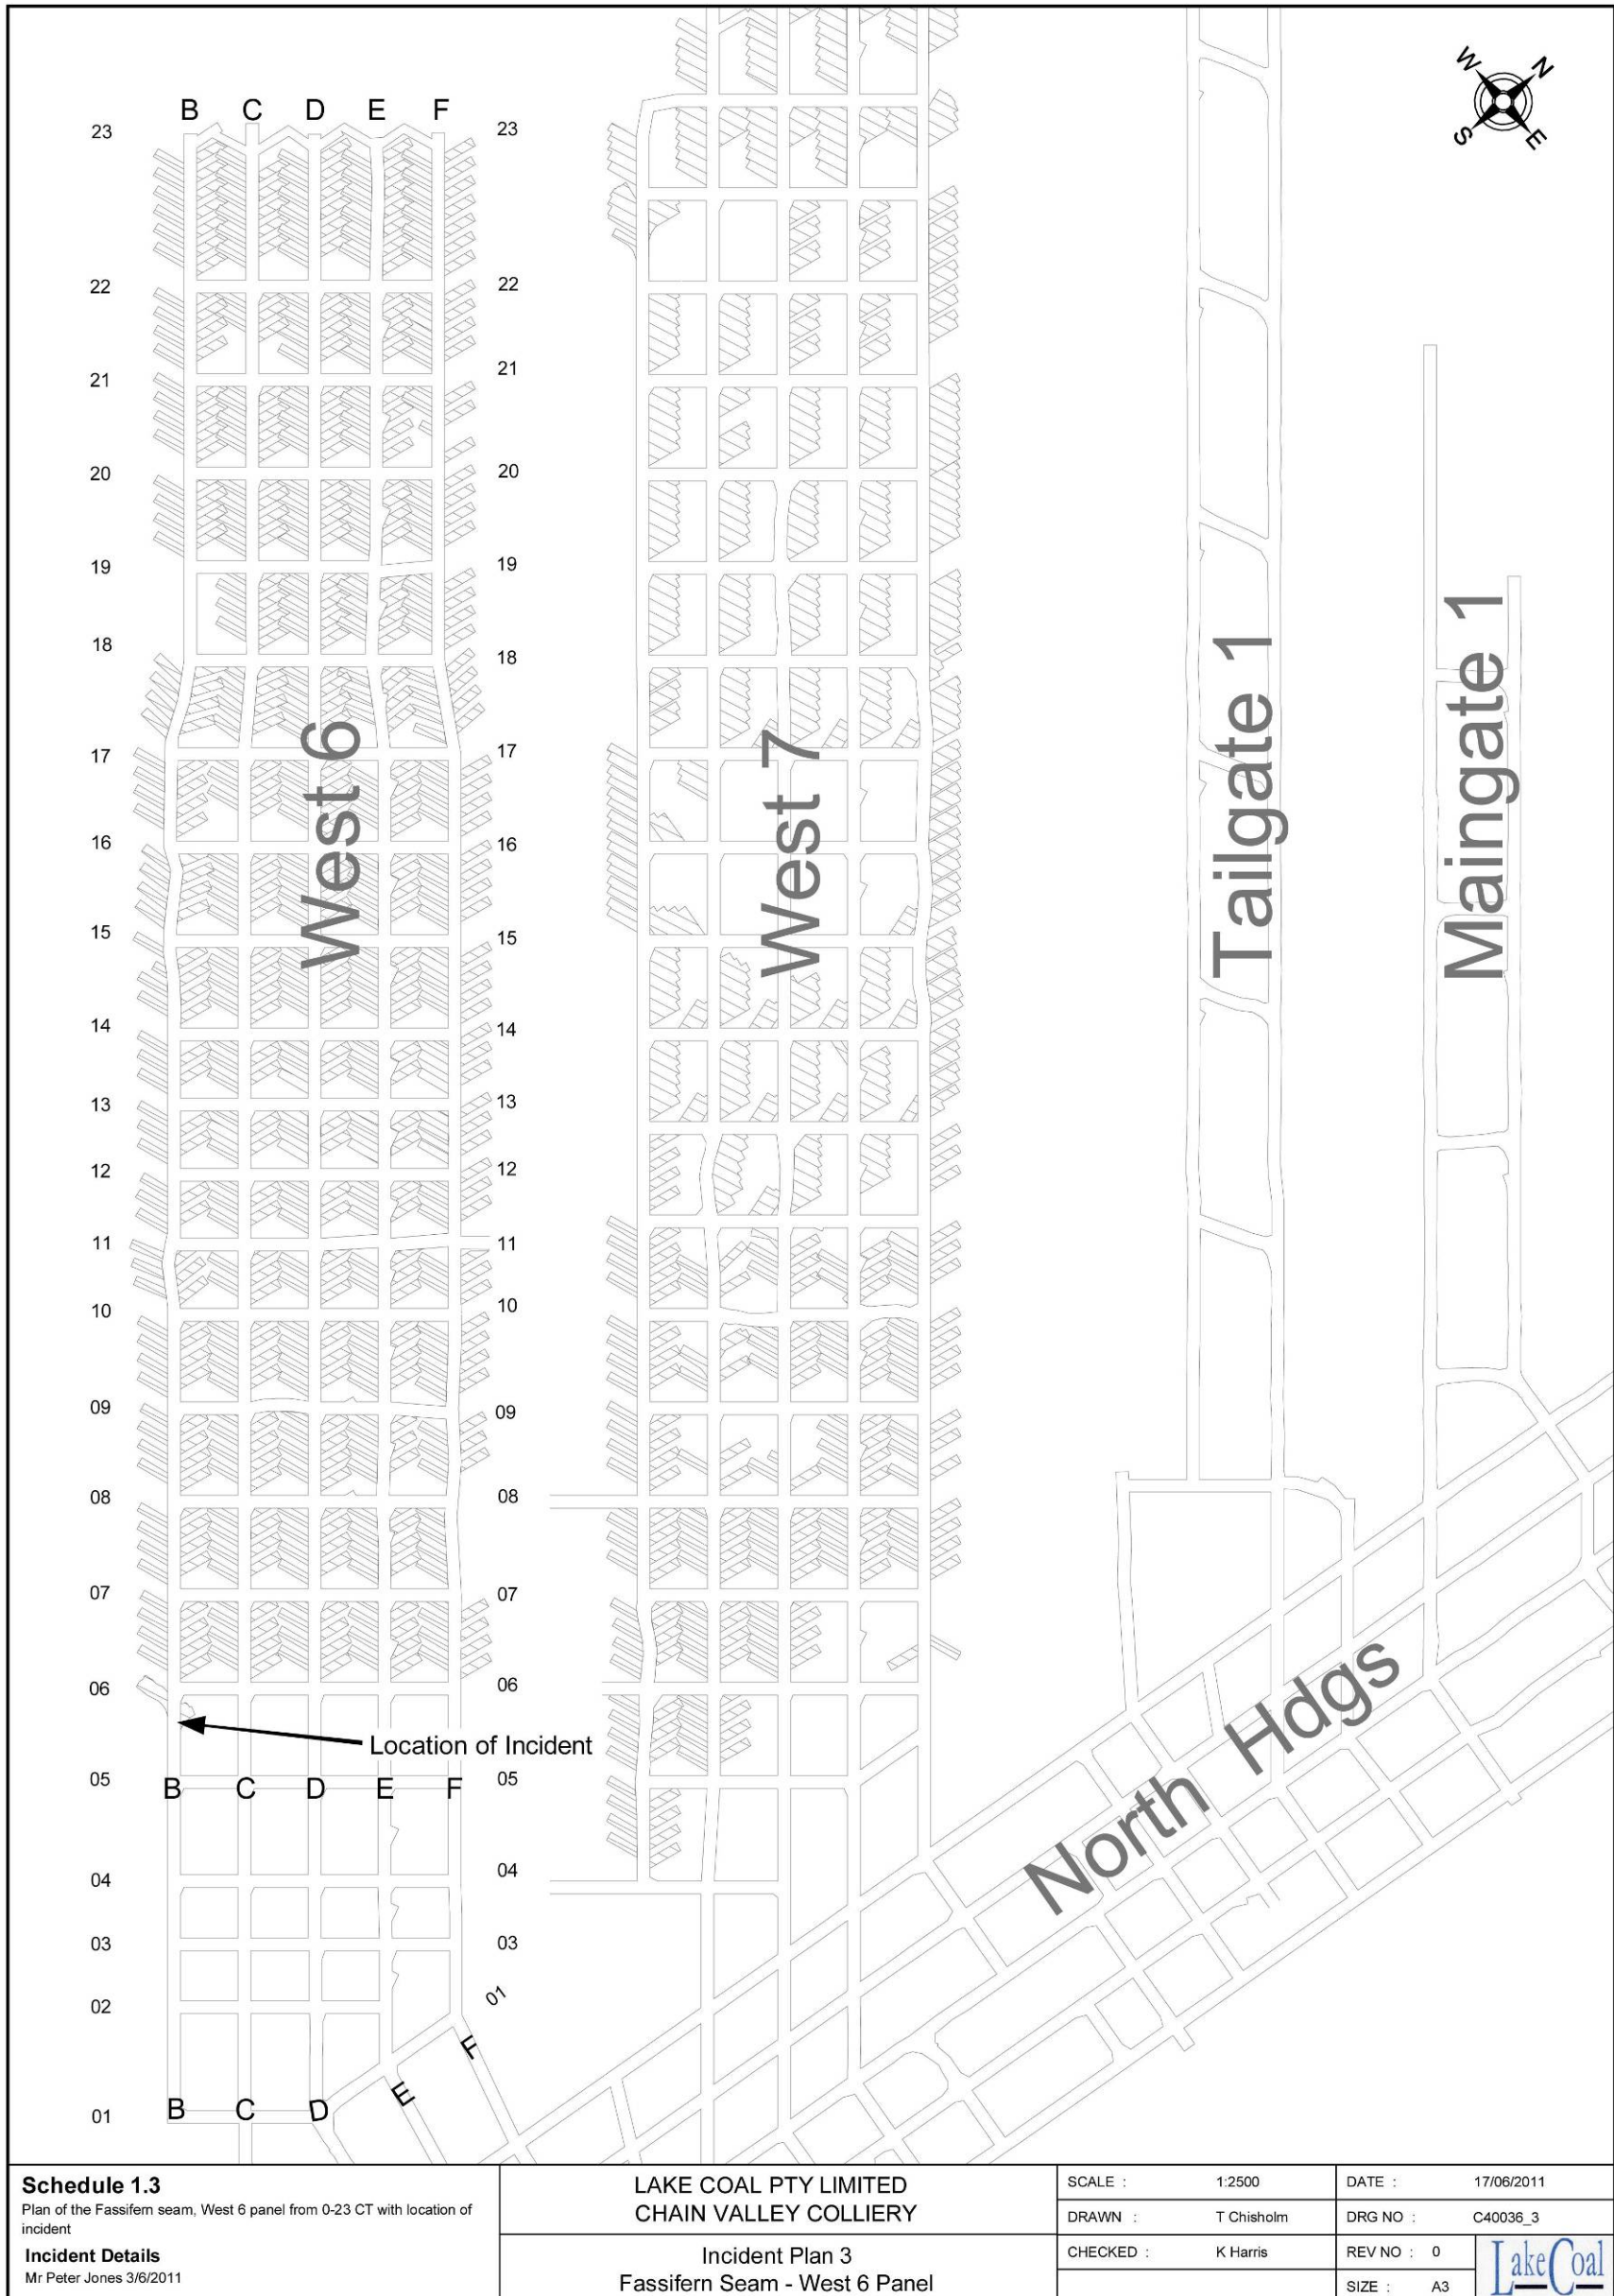 B C D E F
W N
S E
23 23
22 22
21 21
20 20
19 19
18 18
17 17
16 16
15 15
14 14
13 13
12 12
11 11
10 10
09 09
08 08
07 07
06 06
West 6
West 7
Tailgate 1
Maingate 1
North Hdgs
Location of Incident
05 B C D E F 05
04 04
03 03
02 01
F
E
01 B C D
Schedule 1.3
Plan of the Fassifern seam, West 6 panel from 0-23 CT with location of
incident
Incident Details
Mr Peter Jones 3/6/2011
LAKE COAL PTY LIMITED
CHAIN VALLEY COLLIERY
Incident Plan 3
Fassifern Seam - West 6 Panel
SCALE : 1:2500
DRAWN : T Chisholm
CHECKED : K Harris
DATE : 17/06/2011
DRG NO : C40036_3
REV NO : 0
SIZE : A3
LakeCoal